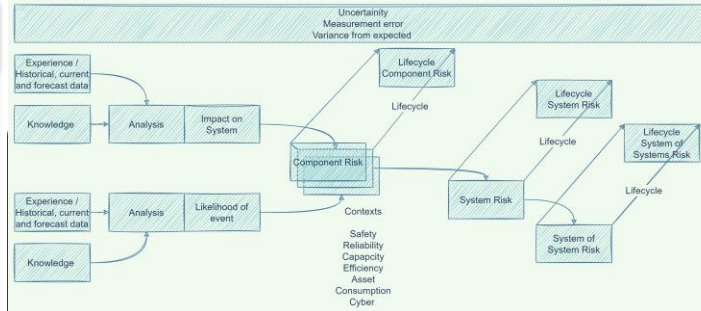 Uncertainity
Measurement error
Variance from expected
Experience /
Historical, current
and forecast data
Knowledge
Analysis
Impact on
System
Experience /
Historical, current
and forecast data
Knowledge
Analysis
Likelihood of
event
Lifecycle
Component Risk
Lifecycle
Component Risk
Contexts
Safety
Reliability
Capapcity
Efficiency
Asset
Consumption
Cyber
Lifecycle
System Risk
Lifecycle
System Risk
Lifecycle
System of
Systems Risk
Lifecycle
System of
System Risk